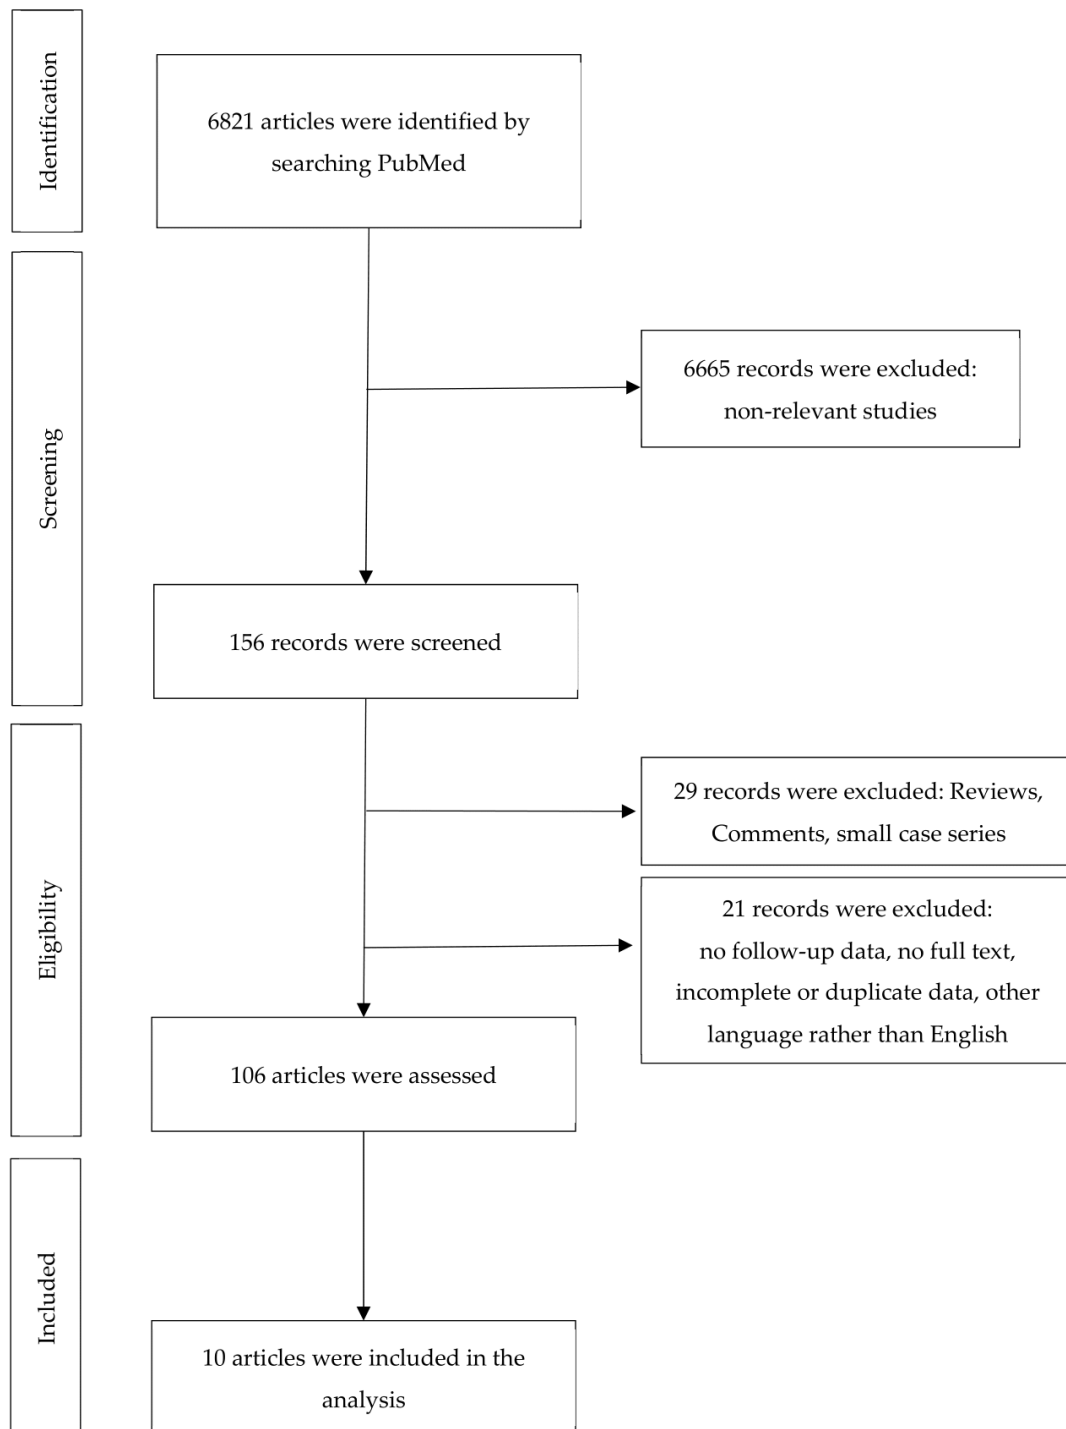 Identification
6821 articles were identified by
searching PubMed
Screening
6665 records were excluded:
non-relevant studies
156 records were screened
Eligibility
29 records were excluded: Reviews,
Comments, small case series
21 records were excluded:
no follow-up data, no full text,
incomplete or duplicate data, other
language rather than English
106 articles were assessed
Included
10 articles were included in the
analysis